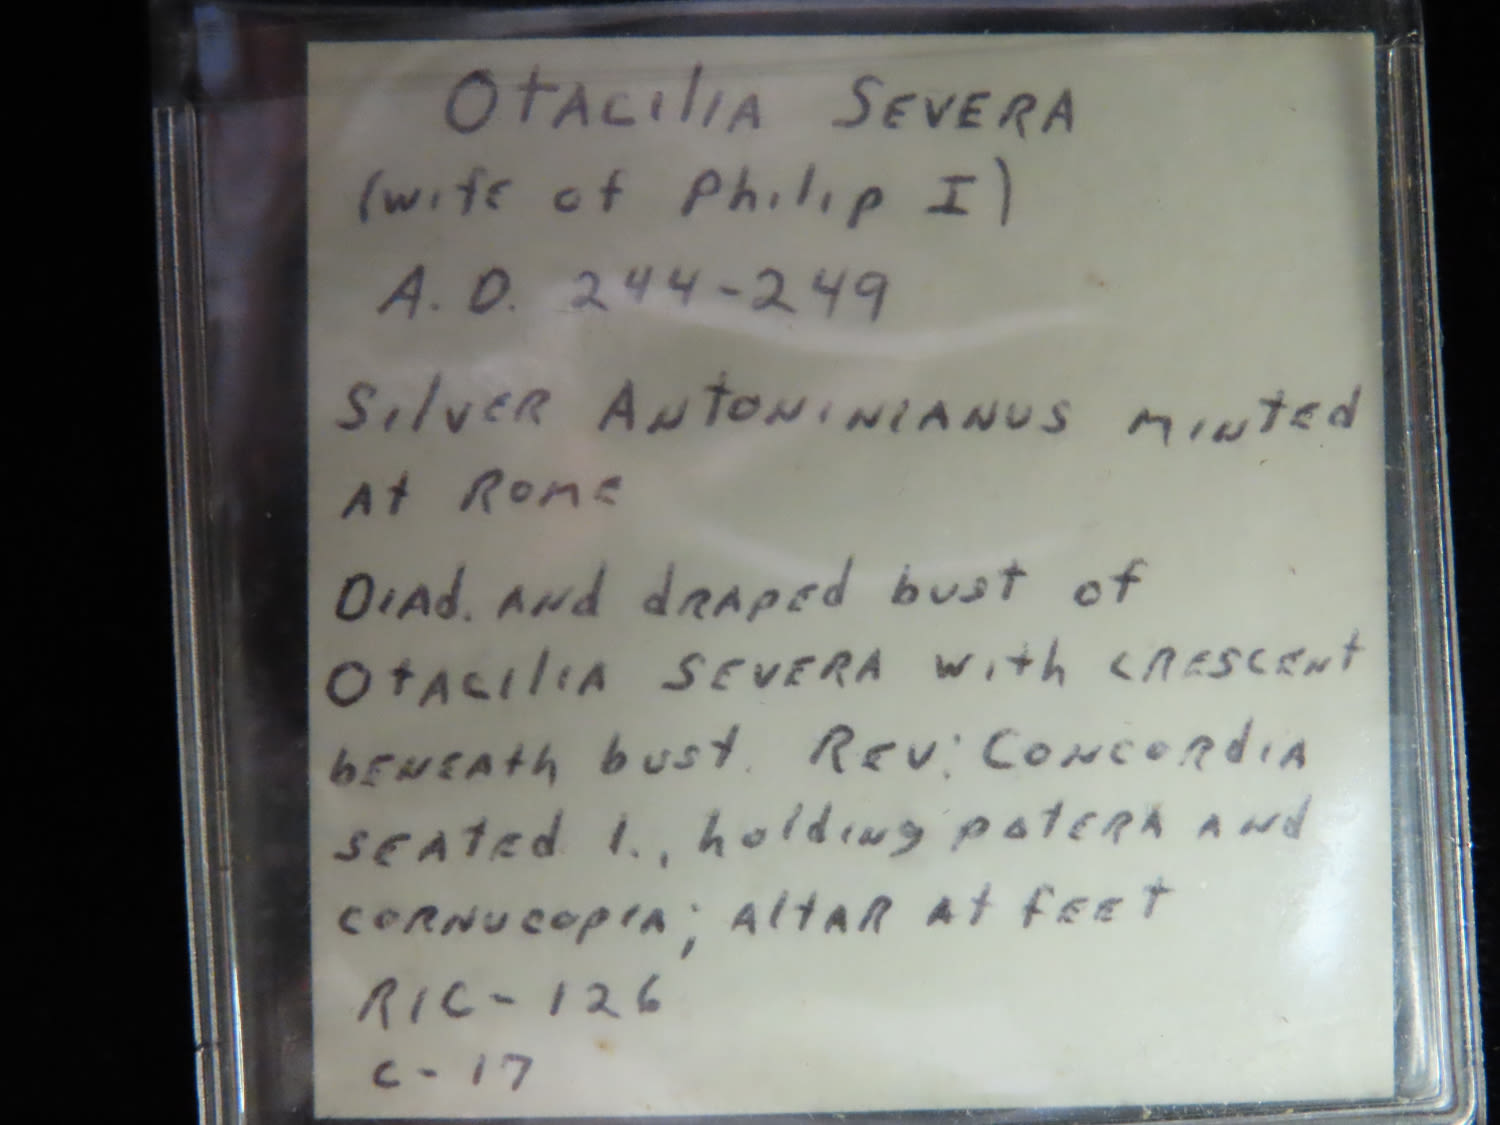 Otacilia Severa
(wife of Philip I)
A.D. 244-249
Silver Antoninianus minted
at Rome
Diad. and draped bust of
Otacilia Severa with crescent
beneath bust. Rev: Concordia
seated l., holding patera and
cornucopia; altar at feet
RIC-126
C-17